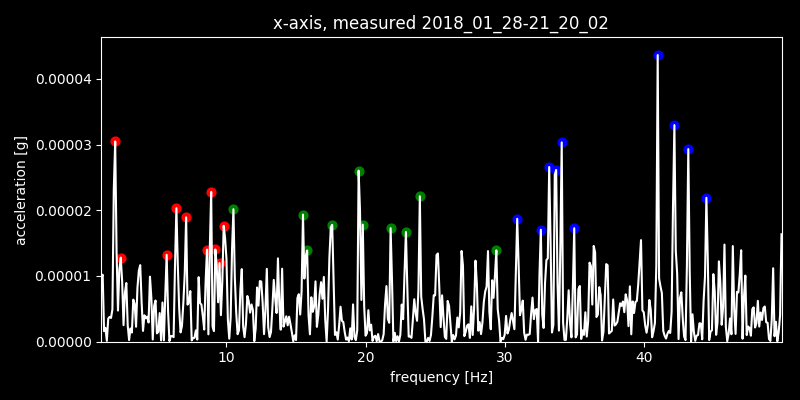 x-axis, measured 2018_01_28-21_20_02
acceleration [g]
0.00004
0.00003
0.00002
0.00001
0.00000
10 20 30 40
frequency [Hz]